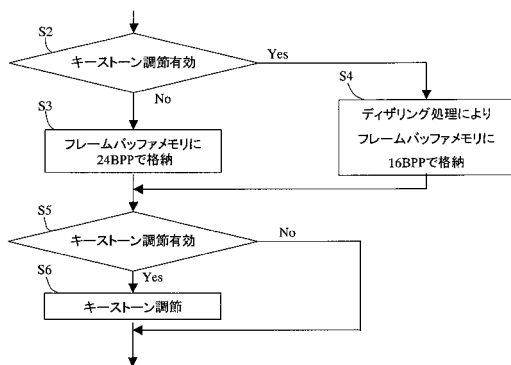 S2
キーストーン調節有効
Yes
No
S3
フレームバッファメモリに
24BPPで格納
S4
ディザリング処理により
フレームバッファメモリに
16BPPで格納
S5
キーストーン調節有効
No
Yes
S6
キーストーン調節